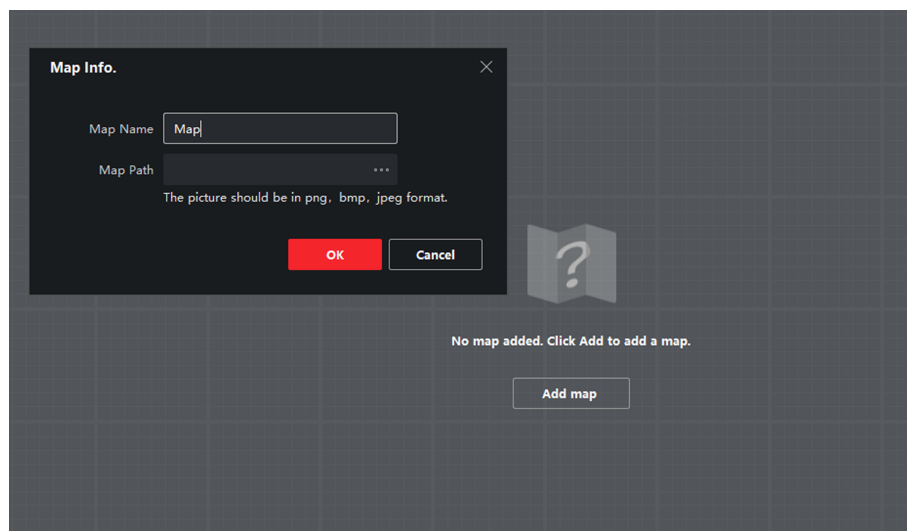 Map Info.
Map Name Map
Map Path ...
The picture should be in png, bmp, jpeg format.
OK Cancel
?
No map added. Click Add to add a map.
Add map